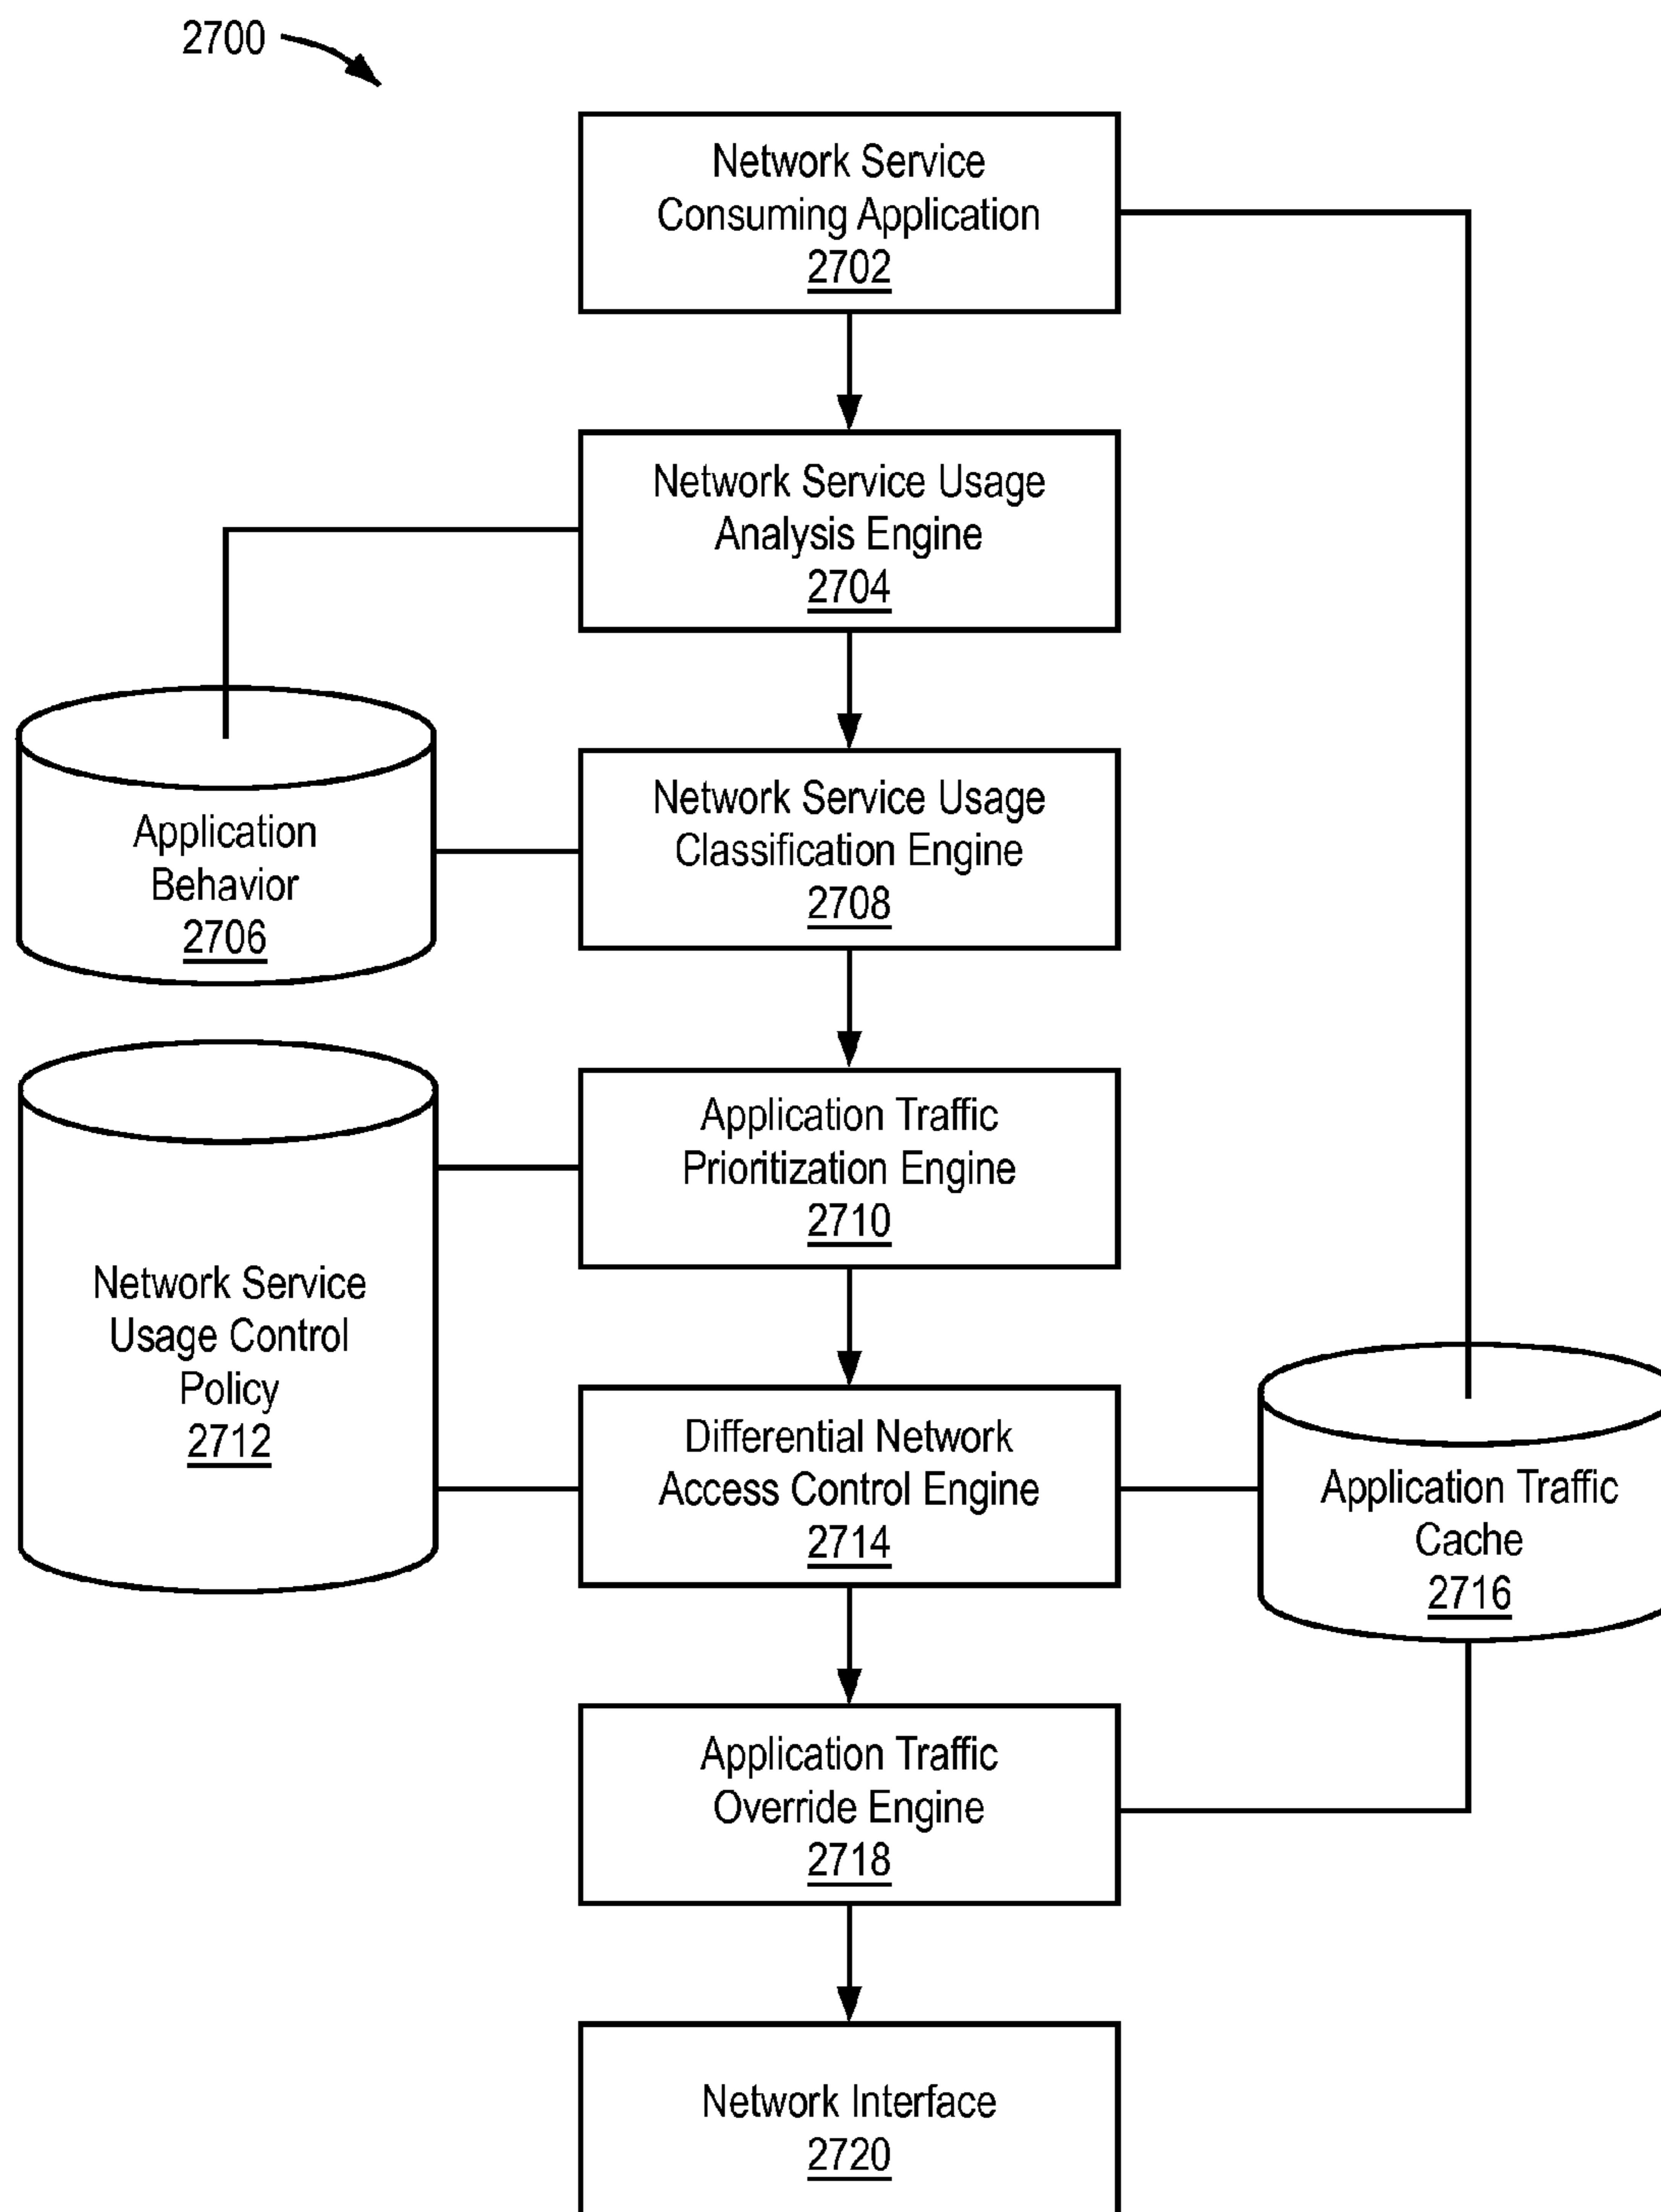 2700
Network Service
Consuming Application
2702
Network Service Usage
Analysis Engine
2704
Application
Behavior
2706
Network Service Usage
Classification Engine
2708
Application Traffic
Prioritization Engine
2710
Network Service
Usage Control
Policy
2712
Differential Network
Access Control Engine
2714
Application Traffic
Cache
2716
Application Traffic
Override Engine
2718
Network Interface
2720